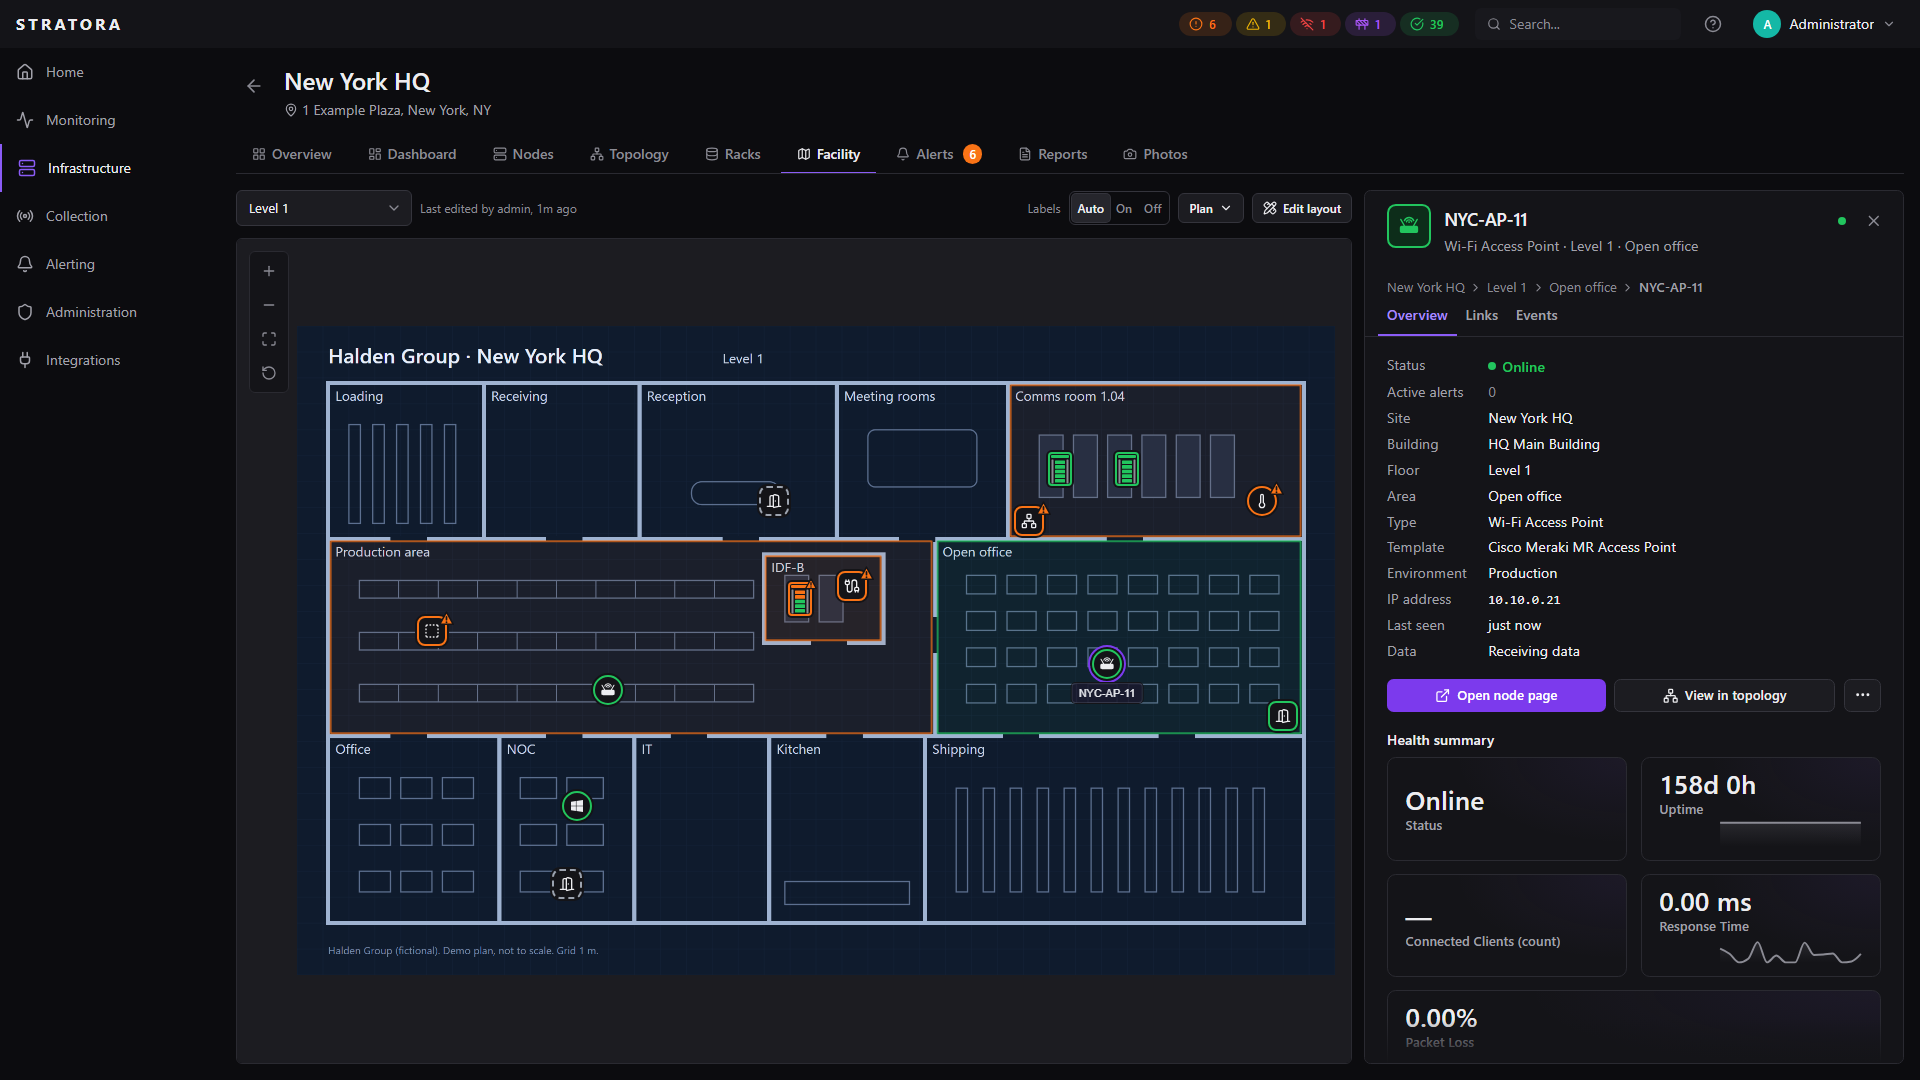 STRATORA
6
1
1
1
39
Search...
A
Administrator
Home
Monitoring
Infrastructure
Collection
Alerting
Administration
Integrations
New York HQ
1 Example Plaza, New York, NY
Overview
Dashboard
Nodes
Topology
Racks
Facility
Alerts 6
Reports
Photos
Level 1
Last edited by admin, 1m ago
Labels
Auto
On
Off
Plan
Edit layout
Halden Group · New York HQ
Level 1
Loading
Receiving
Reception
Meeting rooms
Comms room 1.04
Production area
IDF-B
Open office
NYC-AP-11
Office
NOC
IT
Kitchen
Shipping
Halden Group (fictional). Demo plan, not to scale. Grid 1 m.
NYC-AP-11
Wi-Fi Access Point · Level 1 · Open office
New York HQ > Level 1 > Open office > NYC-AP-11
Overview
Links
Events
Status Online
Active alerts 0
Site New York HQ
Building HQ Main Building
Floor Level 1
Area Open office
Type Wi-Fi Access Point
Template Cisco Meraki MR Access Point
Environment Production
IP address 10.10.0.21
Last seen just now
Data Receiving data
Open node page
View in topology
Health summary
Online
Status
158d 0h
Uptime
—
Connected Clients (count)
0.00 ms
Response Time
0.00%
Packet Loss